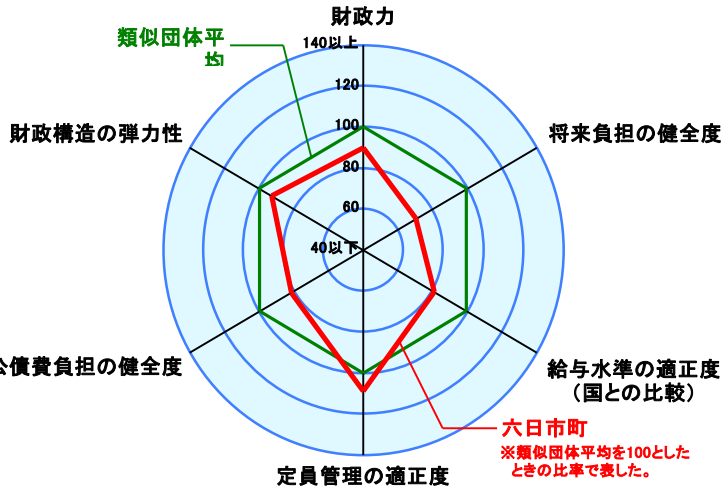 財政力
類似団体平
均
140以上
120
財政構造の弾力性
100
将来負担の健全度
80
60
40以下
公債費負担の健全度
給与水準の適正度
（国との比較）
六日市町
※類似団体平均を100とした
ときの比率で表した。
定員管理の適正度